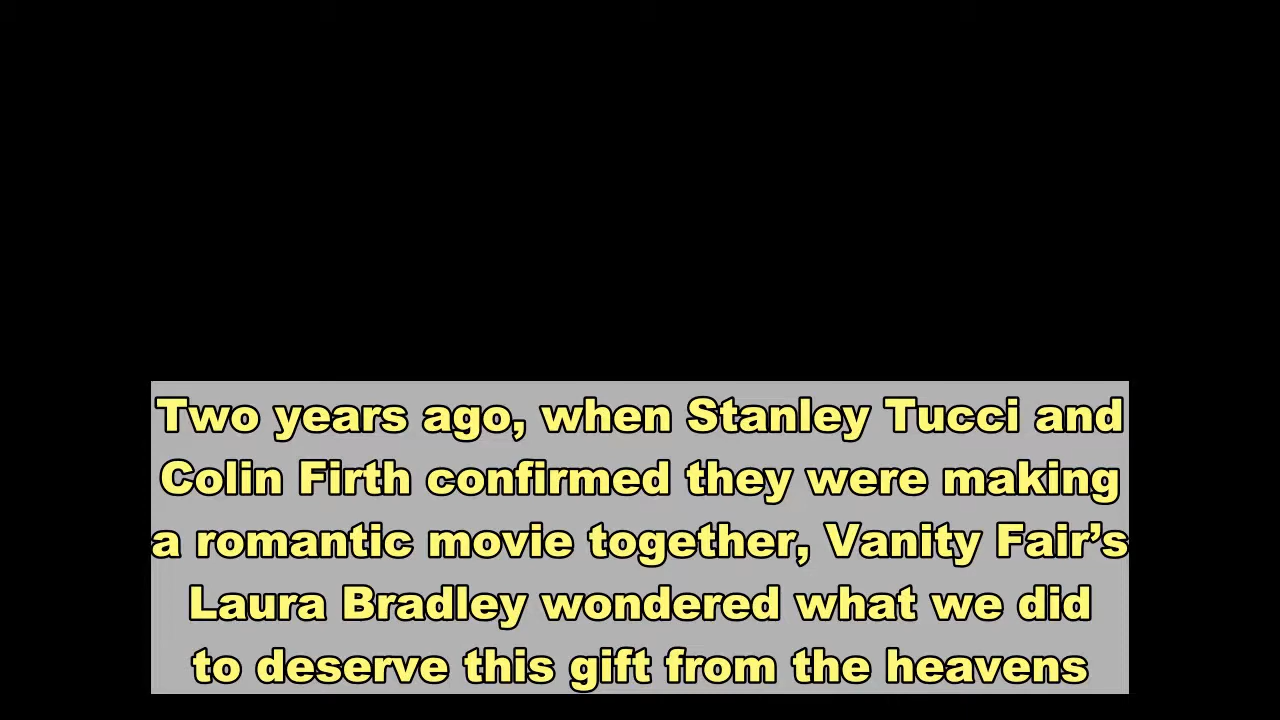 Two years ago, when Stanley Tucci and
Colin Firth confirmed they were making
a romantic movie together, Vanity Fair’s
Laura Bradley wondered what we did
to deserve this gift from the heavens